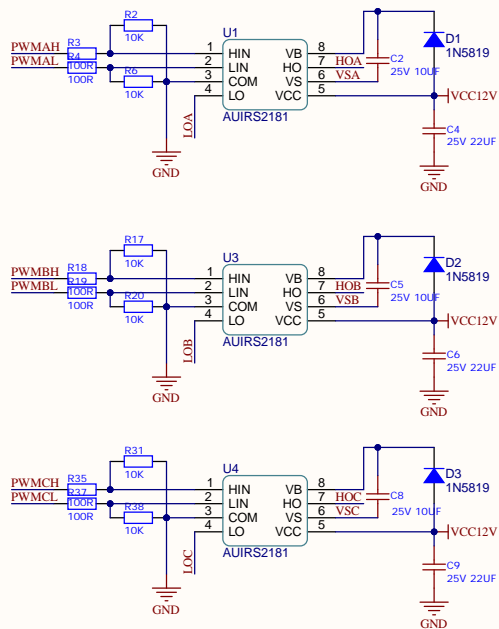 R2
10K
PWMAH
R3
100R
PWMAL
R4
100R
R6
10K
U1
1 HIN VB 8
2 LIN HO 7 HOA
3 COM VS 6 VSA
4 LO VCC 5
AUIRS2181
LOA
GND
C2
25V 10UF
D1
1N5819
VCC12V
C4
25V 22UF
GND
R17
10K
PWMBH
R18
100R
PWMBL
R19
100R
R20
10K
U3
1 HIN VB 8
2 LIN HO 7 HOB
3 COM VS 6 VSB
4 LO VCC 5
AUIRS2181
LOB
GND
C5
25V 10UF
D2
1N5819
VCC12V
C6
25V 22UF
GND
R31
10K
PWMCH
R35
100R
PWMCL
R37
100R
R38
10K
U4
1 HIN VB 8
2 LIN HO 7 HOC
3 COM VS 6 VSC
4 LO VCC 5
AUIRS2181
LOC
GND
C8
25V 10UF
D3
1N5819
VCC12V
C9
25V 22UF
GND